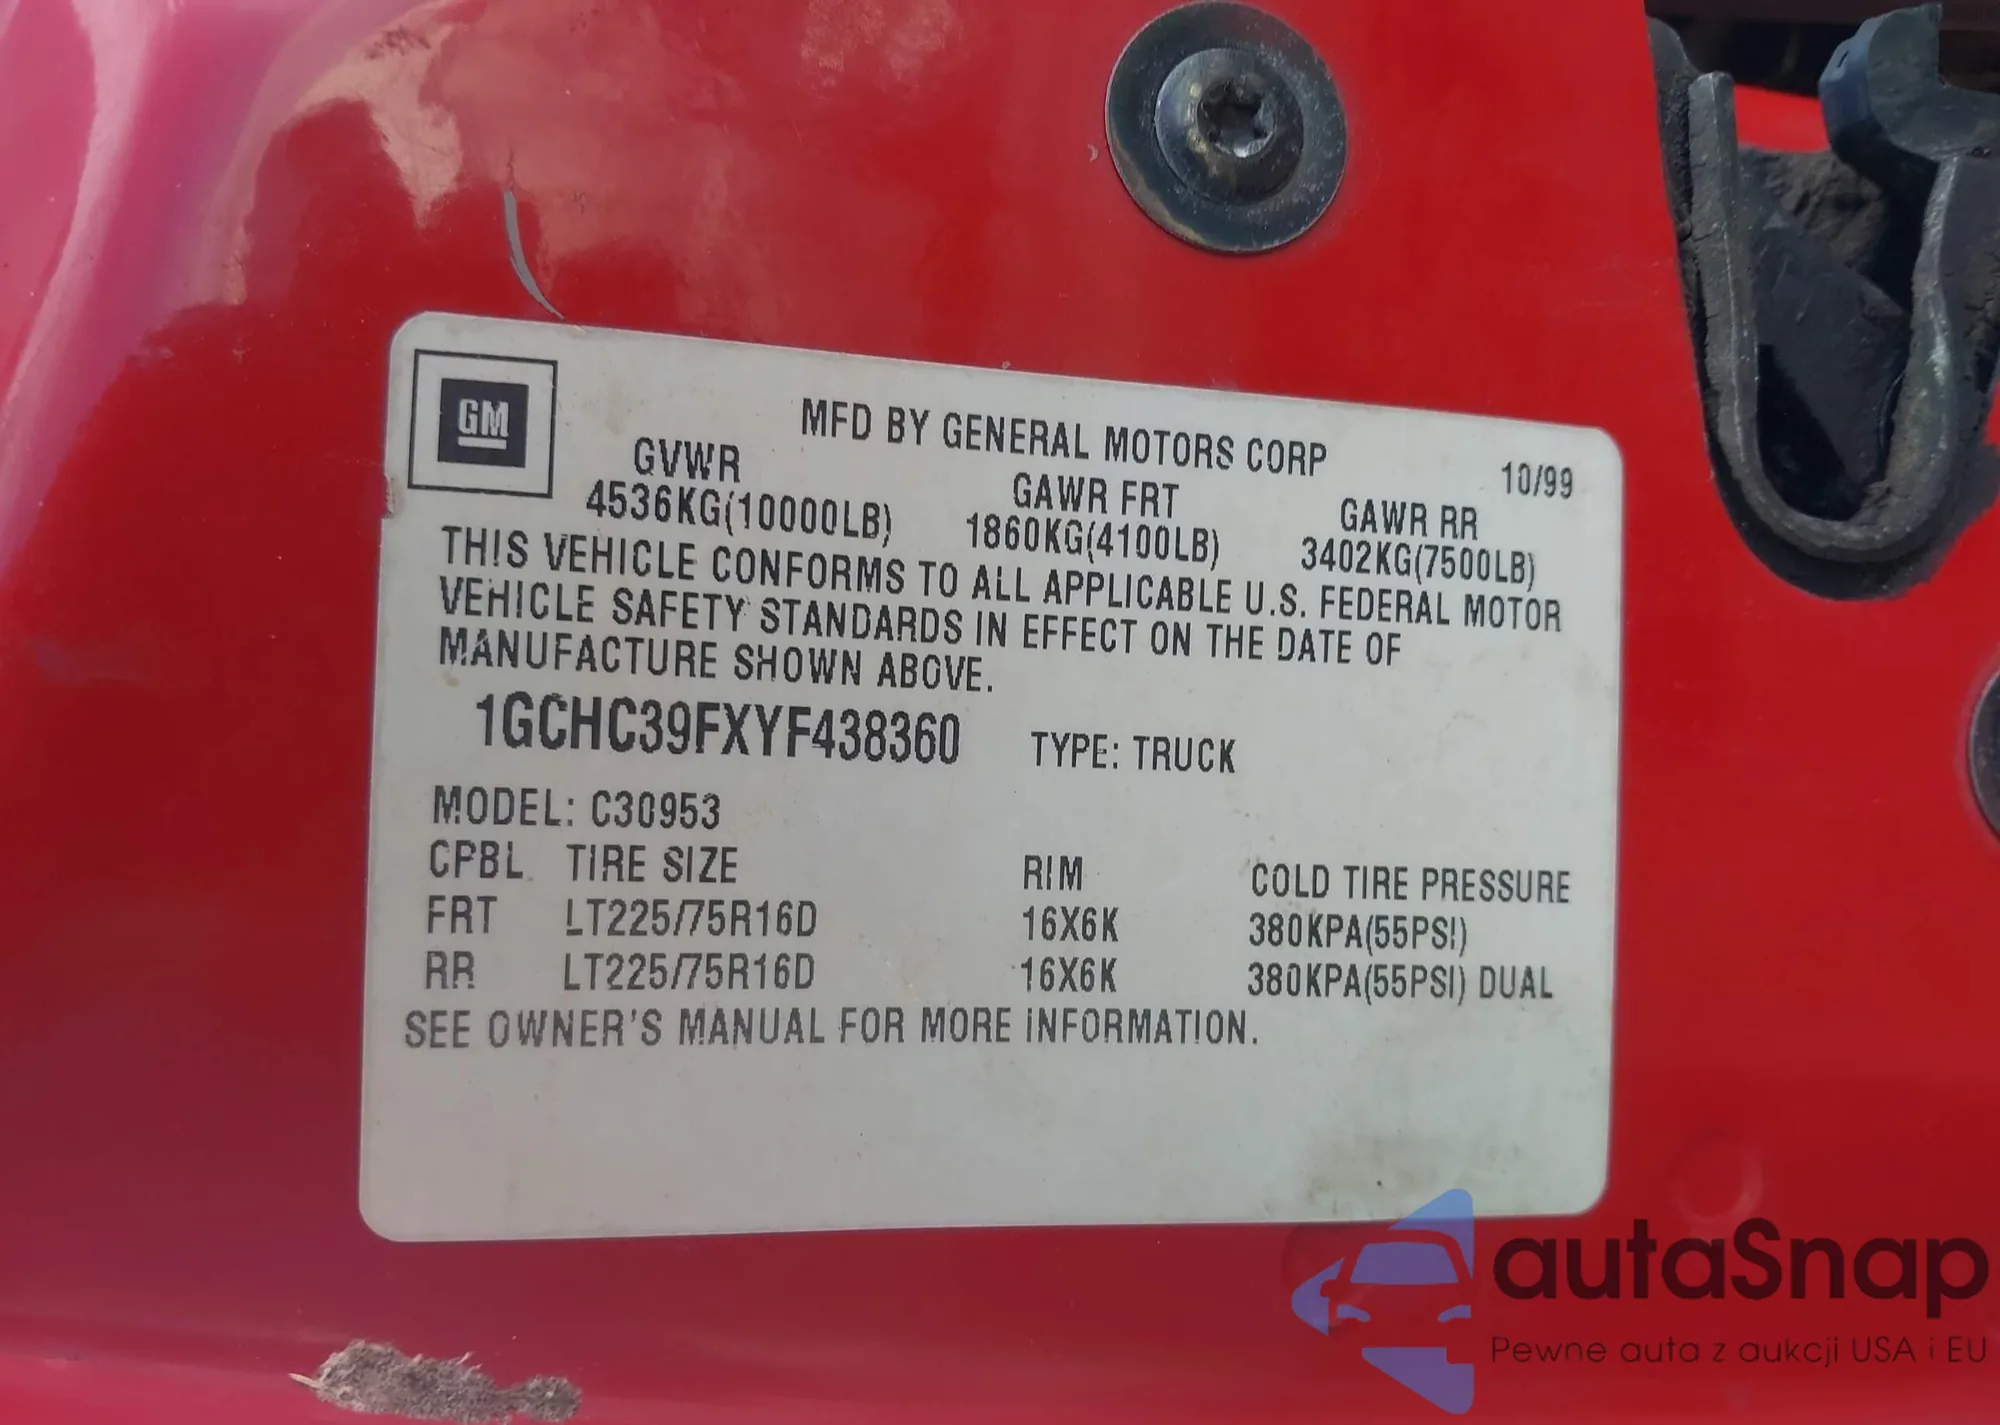 GM
MFD BY GENERAL MOTORS CORP 10/99
GVWR GAWR FRT GAWR RR
4536KG(10000LB) 1860KG(4100LB) 3402KG(7500LB)
THIS VEHICLE CONFORMS TO ALL APPLICABLE U.S. FEDERAL MOTOR
VEHICLE SAFETY STANDARDS IN EFFECT ON THE DATE OF
MANUFACTURE SHOWN ABOVE.
1GCHC39FXYF438360 TYPE: TRUCK
MODEL: C30953
CPBL TIRE SIZE RIM COLD TIRE PRESSURE
FRT LT225/75R16D 16X6K 380KPA(55PSI)
RR LT225/75R16D 16X6K 380KPA(55PSI) DUAL
SEE OWNER'S MANUAL FOR MORE INFORMATION.
autaSnap
Pewne auta z aukcji USA i EU